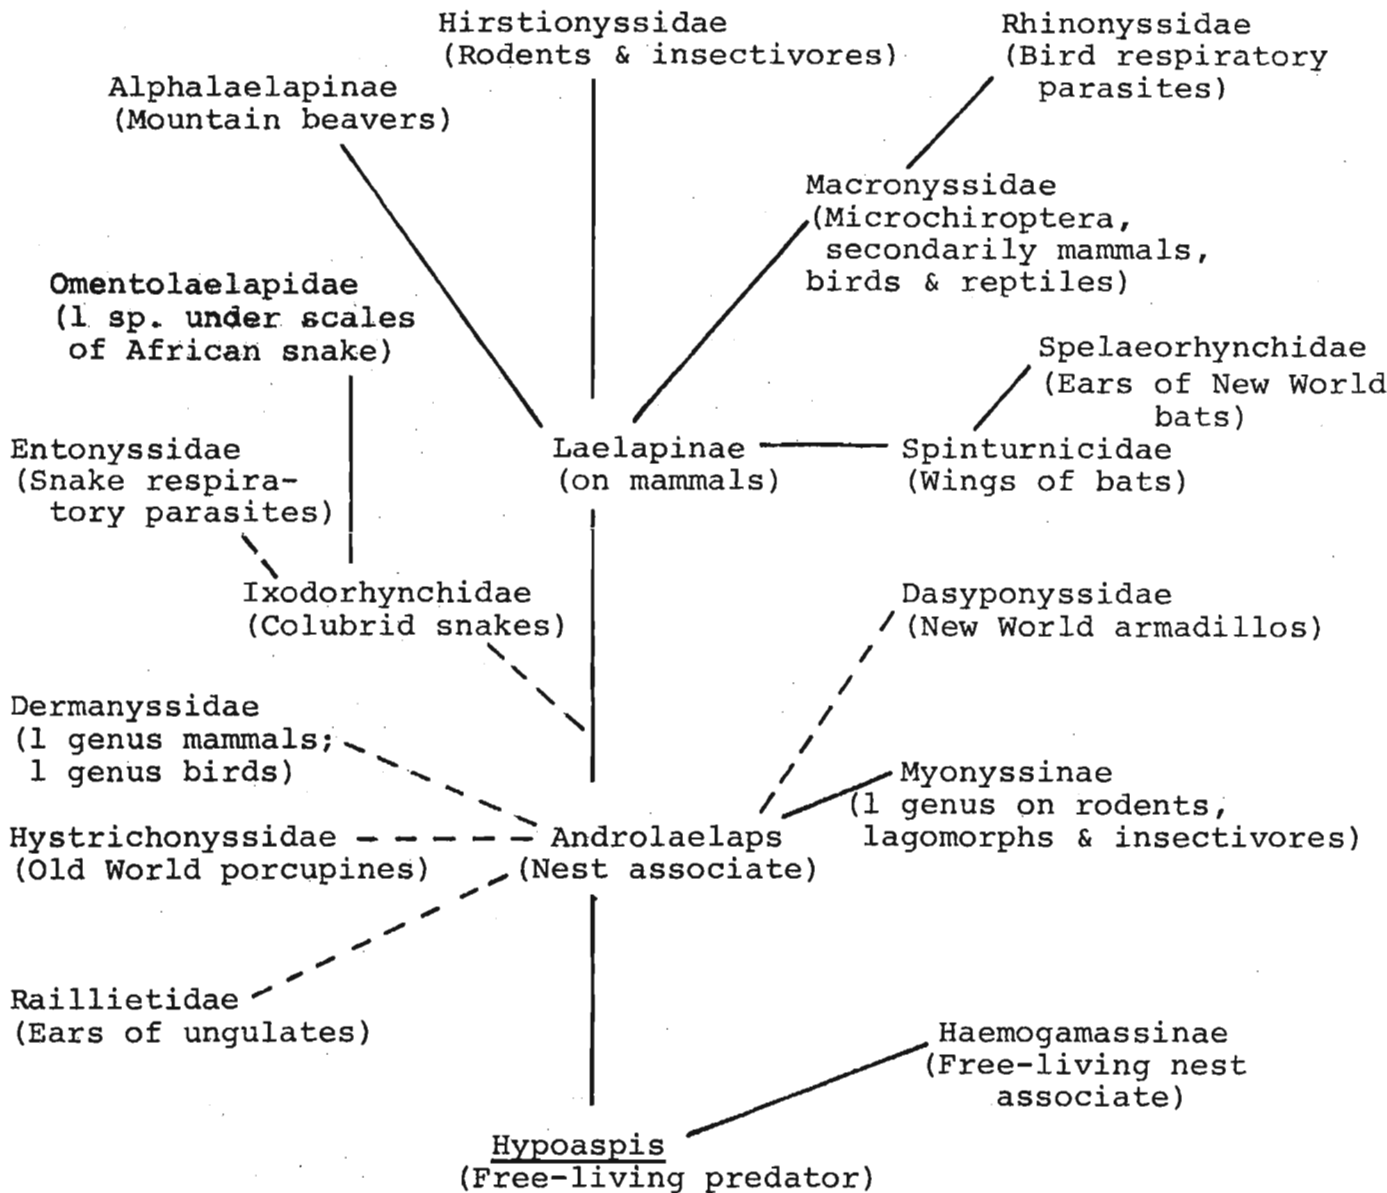 Hirstionyssidae
(Rodents & insectivores)
Rhinonyssidae
(Bird respiratory
parasites)
Alphalaelapinae
(Mountain beavers)
Macronyssidae
(Microchiroptera,
secondarily mammals,
birds & reptiles)
Omentolaelapidae
(1 sp. under scales
of African snake)
Spelaeorhynchidae
(Ears of New World
bats)
Entonyssidae
(Snake respira-
tory parasites)
Laelapinae
(on mammals)
Spinturnicidae
(Wings of bats)
Ixodorhynchidae
(Colubrid snakes)
Dasyponyssidae
(New World armadillos)
Dermanyssidae
(1 genus mammals;
1 genus birds)
Myonyssinae
(1 genus on rodents,
lagomorphs & insectivores)
Hystrichonyssidae
(Old World porcupines)
Androlaelaps
(Nest associate)
Raillietidae
(Ears of ungulates)
Haemogamassinae
(Free-living nest
associate)
Hypoaspis
(Free-living predator)